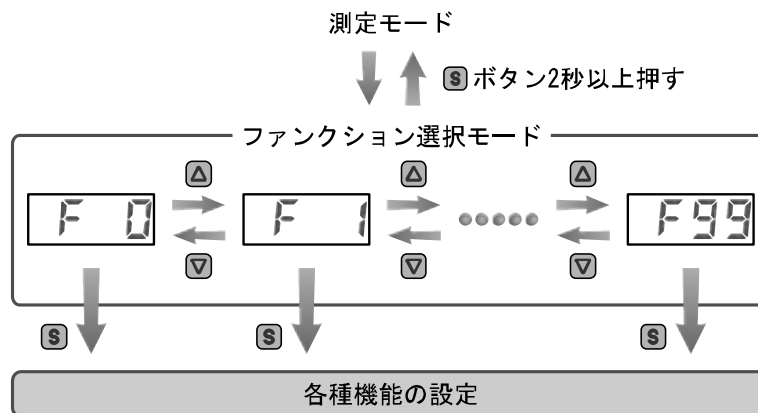 測定モード
S ボタン2秒以上押す
ファンクション選択モード
△ △ △
F 0 F 1 F99
▽ ▽ ▽
S S S
各種機能の設定